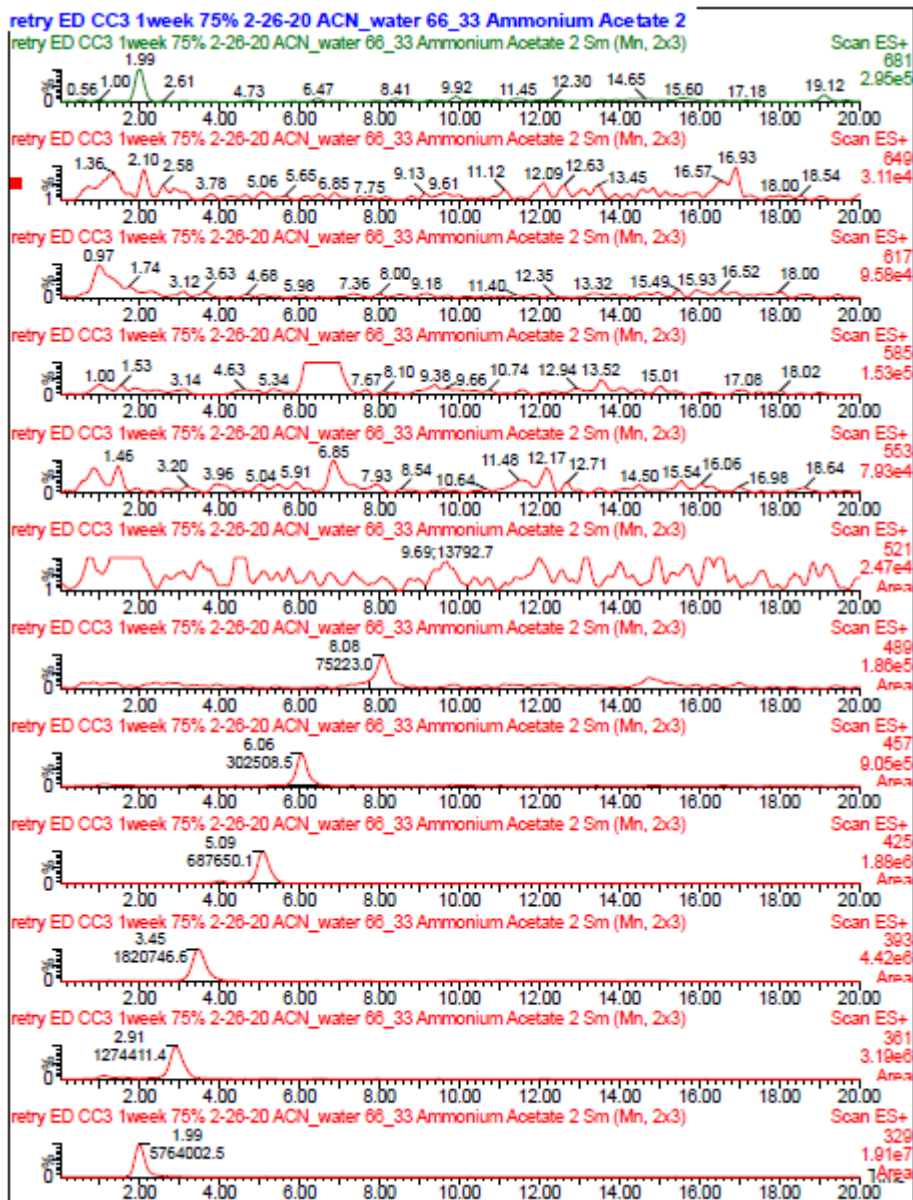 retry ED CC3 1week 75% 2-26-20 ACN_water 66_33 Ammonium Acetate 2
retry ED CC3 1week 75% 2-26-20 ACN_water 66_33 Ammonium Acetate 2 Sm (Mn, 2x3) Scan ES+
1.99 681
0.56 1.00 2.61 4.73 6.47 8.41 9.92 11.45 12.30 14.65 15.60 17.18 19.12 2.95e5
%
0
2.00 4.00 6.00 8.00 10.00 12.00 14.00 16.00 18.00 20.00
retry ED CC3 1week 75% 2-26-20 ACN_water 66_33 Ammonium Acetate 2 Sm (Mn, 2x3) Scan ES+
649
1.36 2.10 2.58 3.78 5.06 5.65 6.85 7.75 9.13 9.61 11.12 12.09 12.63 13.45 16.57 16.93 18.00 18.54 3.11e4
%
1
2.00 4.00 6.00 8.00 10.00 12.00 14.00 16.00 18.00 20.00
retry ED CC3 1week 75% 2-26-20 ACN_water 66_33 Ammonium Acetate 2 Sm (Mn, 2x3) Scan ES+
617
0.97 1.74 3.12 3.63 4.68 5.98 7.36 8.00 9.18 11.40 12.35 13.32 15.49 15.93 16.52 18.00 9.58e4
%
0
2.00 4.00 6.00 8.00 10.00 12.00 14.00 16.00 18.00 20.00
retry ED CC3 1week 75% 2-26-20 ACN_water 66_33 Ammonium Acetate 2 Sm (Mn, 2x3) Scan ES+
585
1.00 1.53 3.14 4.63 5.34 7.67 8.10 9.38 9.66 10.74 12.94 13.52 15.01 17.08 18.02 1.53e5
%
0
2.00 4.00 6.00 8.00 10.00 12.00 14.00 16.00 18.00 20.00
retry ED CC3 1week 75% 2-26-20 ACN_water 66_33 Ammonium Acetate 2 Sm (Mn, 2x3) Scan ES+
553
1.46 3.20 3.96 5.04 5.91 6.85 7.93 8.54 10.64 11.48 12.17 12.71 14.50 15.54 16.06 16.98 18.64 7.93e4
%
0
2.00 4.00 6.00 8.00 10.00 12.00 14.00 16.00 18.00 20.00
retry ED CC3 1week 75% 2-26-20 ACN_water 66_33 Ammonium Acetate 2 Sm (Mn, 2x3) Scan ES+
9.69;13792.7 521
2.47e4
% Area
1
2.00 4.00 6.00 8.00 10.00 12.00 14.00 16.00 18.00 20.00
retry ED CC3 1week 75% 2-26-20 ACN_water 66_33 Ammonium Acetate 2 Sm (Mn, 2x3) Scan ES+
8.08 489
75223.0 1.86e5
% Area
0
2.00 4.00 6.00 8.00 10.00 12.00 14.00 16.00 18.00 20.00
retry ED CC3 1week 75% 2-26-20 ACN_water 66_33 Ammonium Acetate 2 Sm (Mn, 2x3) Scan ES+
6.06 457
302508.5 9.05e5
% Area
0
2.00 4.00 6.00 8.00 10.00 12.00 14.00 16.00 18.00 20.00
retry ED CC3 1week 75% 2-26-20 ACN_water 66_33 Ammonium Acetate 2 Sm (Mn, 2x3) Scan ES+
5.09 425
687650.1 1.88e6
% Area
0
2.00 4.00 6.00 8.00 10.00 12.00 14.00 16.00 18.00 20.00
retry ED CC3 1week 75% 2-26-20 ACN_water 66_33 Ammonium Acetate 2 Sm (Mn, 2x3) Scan ES+
3.45 393
1820746.6 4.42e6
% Area
0
2.00 4.00 6.00 8.00 10.00 12.00 14.00 16.00 18.00 20.00
retry ED CC3 1week 75% 2-26-20 ACN_water 66_33 Ammonium Acetate 2 Sm (Mn, 2x3) Scan ES+
2.91 361
1274411.4 3.19e6
% Area
0
2.00 4.00 6.00 8.00 10.00 12.00 14.00 16.00 18.00 20.00
retry ED CC3 1week 75% 2-26-20 ACN_water 66_33 Ammonium Acetate 2 Sm (Mn, 2x3) Scan ES+
1.99 329
5764002.5 1.91e7
% Area
0
2.00 4.00 6.00 8.00 10.00 12.00 14.00 16.00 18.00 20.00